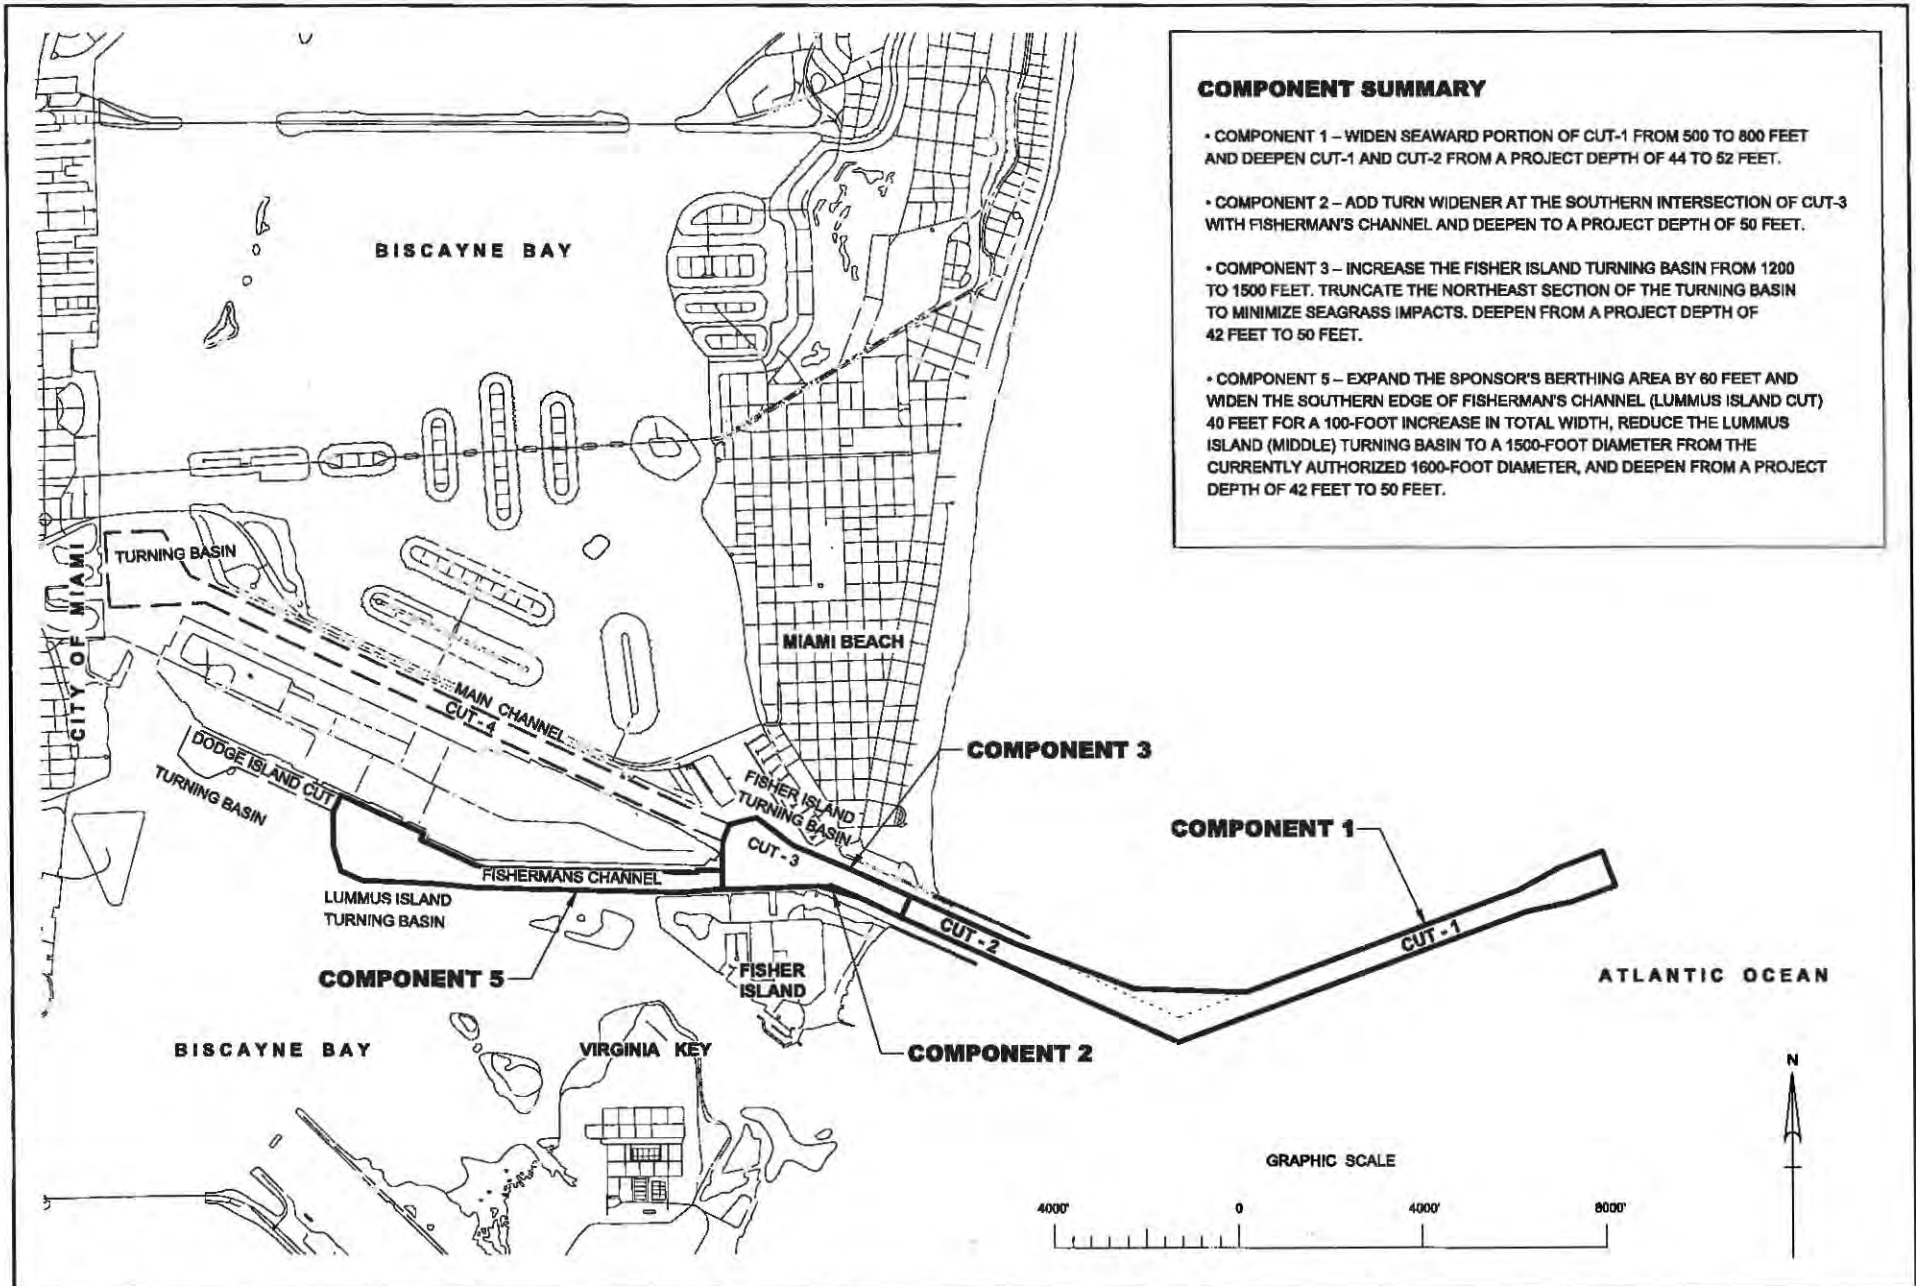 COMPONENT SUMMARY
• COMPONENT 1 – WIDEN SEAWARD PORTION OF CUT-1 FROM 500 TO 800 FEET
AND DEEPEN CUT-1 AND CUT-2 FROM A PROJECT DEPTH OF 44 TO 52 FEET.
• COMPONENT 2 – ADD TURN WIDENER AT THE SOUTHERN INTERSECTION OF CUT-3
WITH FISHERMAN'S CHANNEL AND DEEPEN TO A PROJECT DEPTH OF 50 FEET.
• COMPONENT 3 – INCREASE THE FISHER ISLAND TURNING BASIN FROM 1200
TO 1500 FEET. TRUNCATE THE NORTHEAST SECTION OF THE TURNING BASIN
TO MINIMIZE SEAGRASS IMPACTS. DEEPEN FROM A PROJECT DEPTH OF
42 FEET TO 50 FEET.
• COMPONENT 5 – EXPAND THE SPONSOR'S BERTHING AREA BY 60 FEET AND
WIDEN THE SOUTHERN EDGE OF FISHERMAN'S CHANNEL (LUMMUS ISLAND CUT)
40 FEET FOR A 100-FOOT INCREASE IN TOTAL WIDTH, REDUCE THE LUMMUS
ISLAND (MIDDLE) TURNING BASIN TO A 1500-FOOT DIAMETER FROM THE
CURRENTLY AUTHORIZED 1600-FOOT DIAMETER, AND DEEPEN FROM A PROJECT
DEPTH OF 42 FEET TO 50 FEET.
BISCAYNE BAY
TURNING BASIN
CITY OF MIAMI
MIAMI BEACH
MAIN CHANNEL
CUT - 4
DODGE ISLAND CUT
TURNING BASIN
FISHER ISLAND
TURNING BASIN
COMPONENT 3
CUT - 3
COMPONENT 1
FISHERMANS CHANNEL
LUMMUS ISLAND
TURNING BASIN
CUT - 2
CUT - 1
COMPONENT 5
FISHER
ISLAND
ATLANTIC OCEAN
BISCAYNE BAY
VIRGINIA KEY
COMPONENT 2
N
GRAPHIC SCALE
4000' 0 4000' 8000'